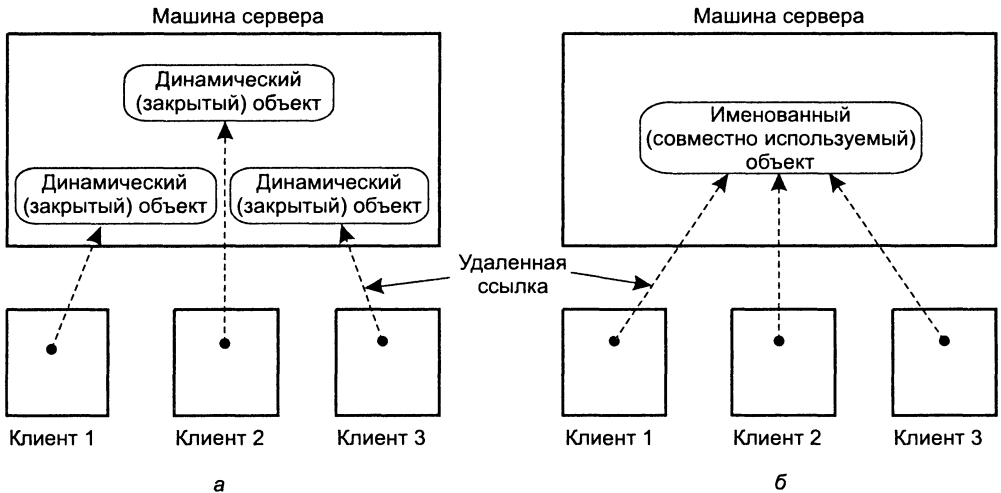 Машина сервера
Машина сервера
Динамический
(закрытый) объект
Динамический
(закрытый) объект
Динамический
(закрытый) объект
Именованный
(совместно используемый)
объект
Удаленная
ссылка
Клиент 1
Клиент 2
Клиент 3
Клиент 1
Клиент 2
Клиент 3
а
б